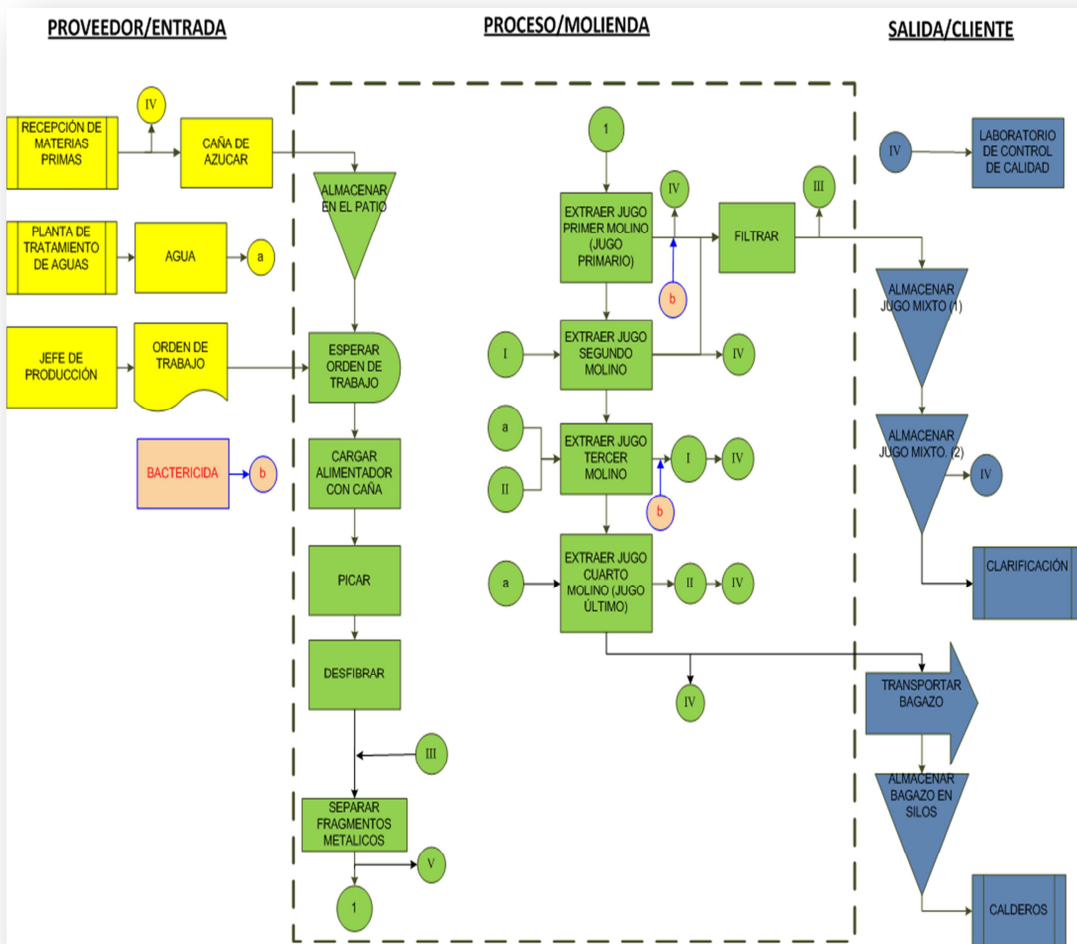 PROVEEDOR/ENTRADA
PROCESO/MOLIENDA
SALIDA/CLIENTE
RECEPCIÓN DE
MATERIAS
PRIMAS
IV
CAÑA DE
AZUCAR
PLANTA DE
TRATAMIENTO
DE AGUAS
AGUA
a
JEFE DE
PRODUCCIÓN
ORDEN DE
TRABAJO
BACTERICIDA
b
ALMACENAR
EN EL PATIO
ESPERAR
ORDEN DE
TRABAJO
CARGAR
ALIMENTADOR
CON CAÑA
PICAR
DESFIBRAR
III
SEPARAR
FRAGMENTOS
METALICOS
V
1
1
EXTRAER JUGO
PRIMER MOLINO
(JUGO
PRIMARIO)
IV
b
FILTRAR
III
I
EXTRAER JUGO
SEGUNDO
MOLINO
IV
a
II
EXTRAER JUGO
TERCER
MOLINO
I
IV
b
a
EXTRAER JUGO
CUARTO
MOLINO (JUGO
ÚLTIMO)
II
IV
IV
IV
LABORATORIO
DE CONTROL
DE CALIDAD
ALMACENAR
JUGO MIXTO (1)
ALMACENAR
JUGO MIXTO. (2)
IV
CLARIFICACIÓN
TRANSPORTAR
BAGAZO
ALMACENAR
BAGAZO EN
SILOS
CALDEROS